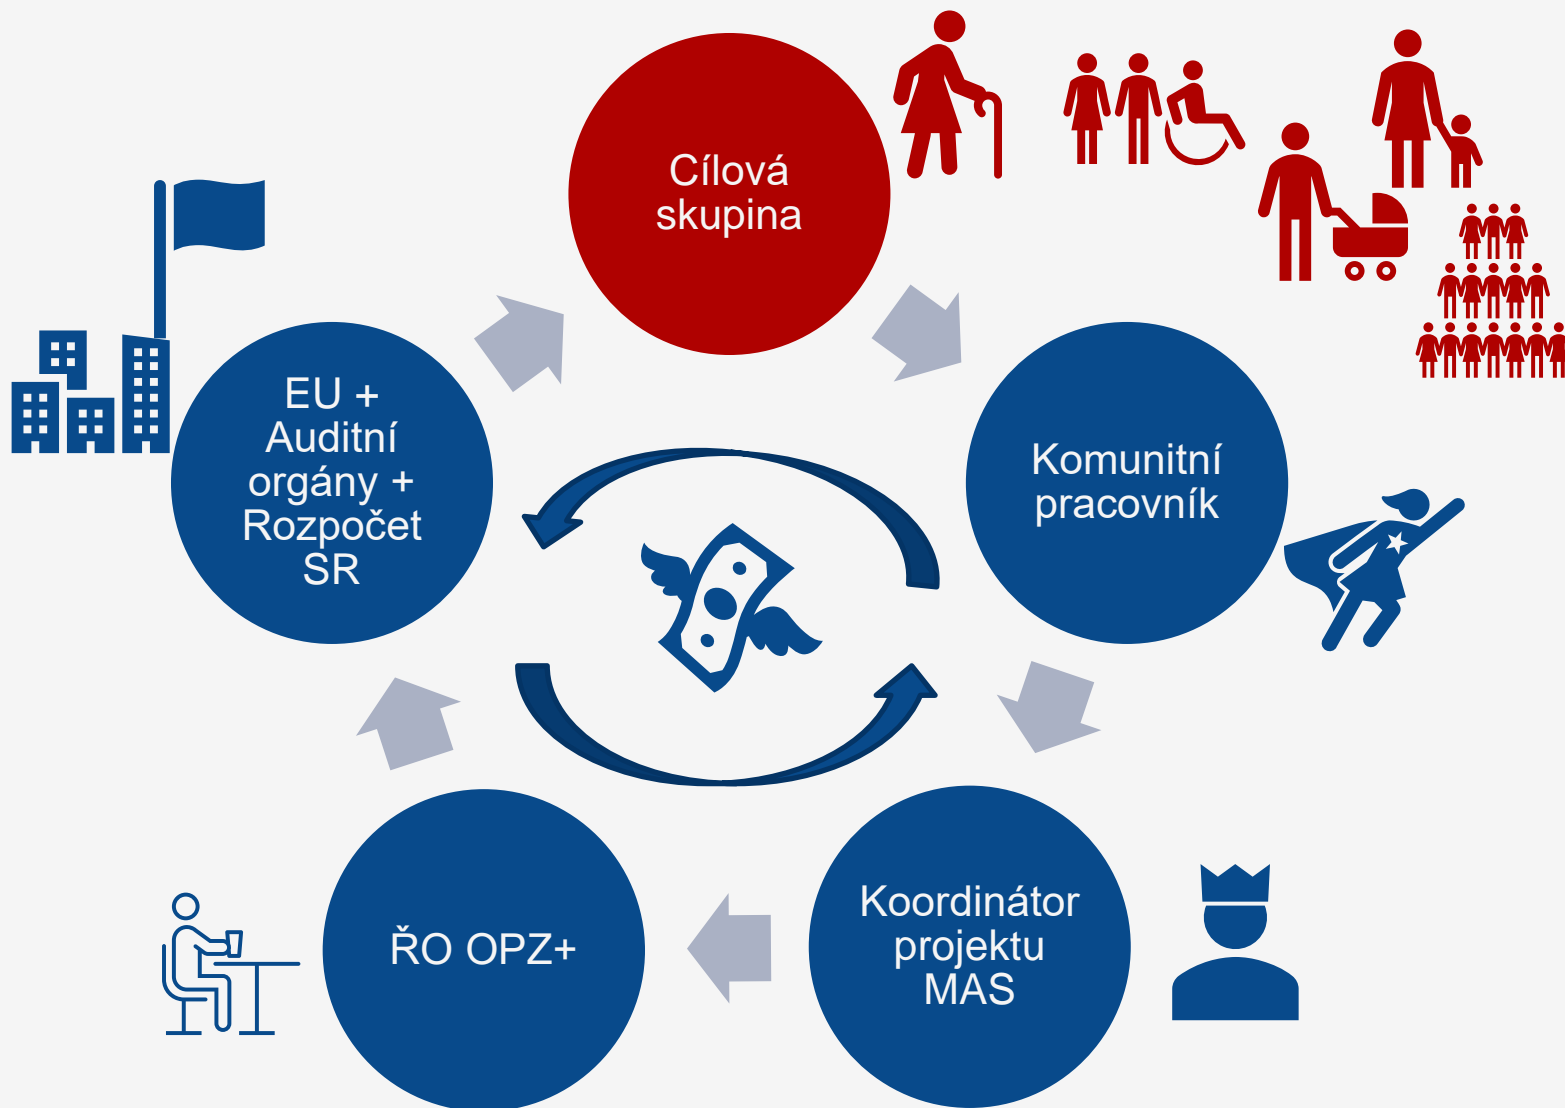 Cílová
skupina
Komunitní
pracovník
Koordinátor
projektu
MAS
ŘO OPZ+
EU +
Auditní
orgány +
Rozpočet
SR